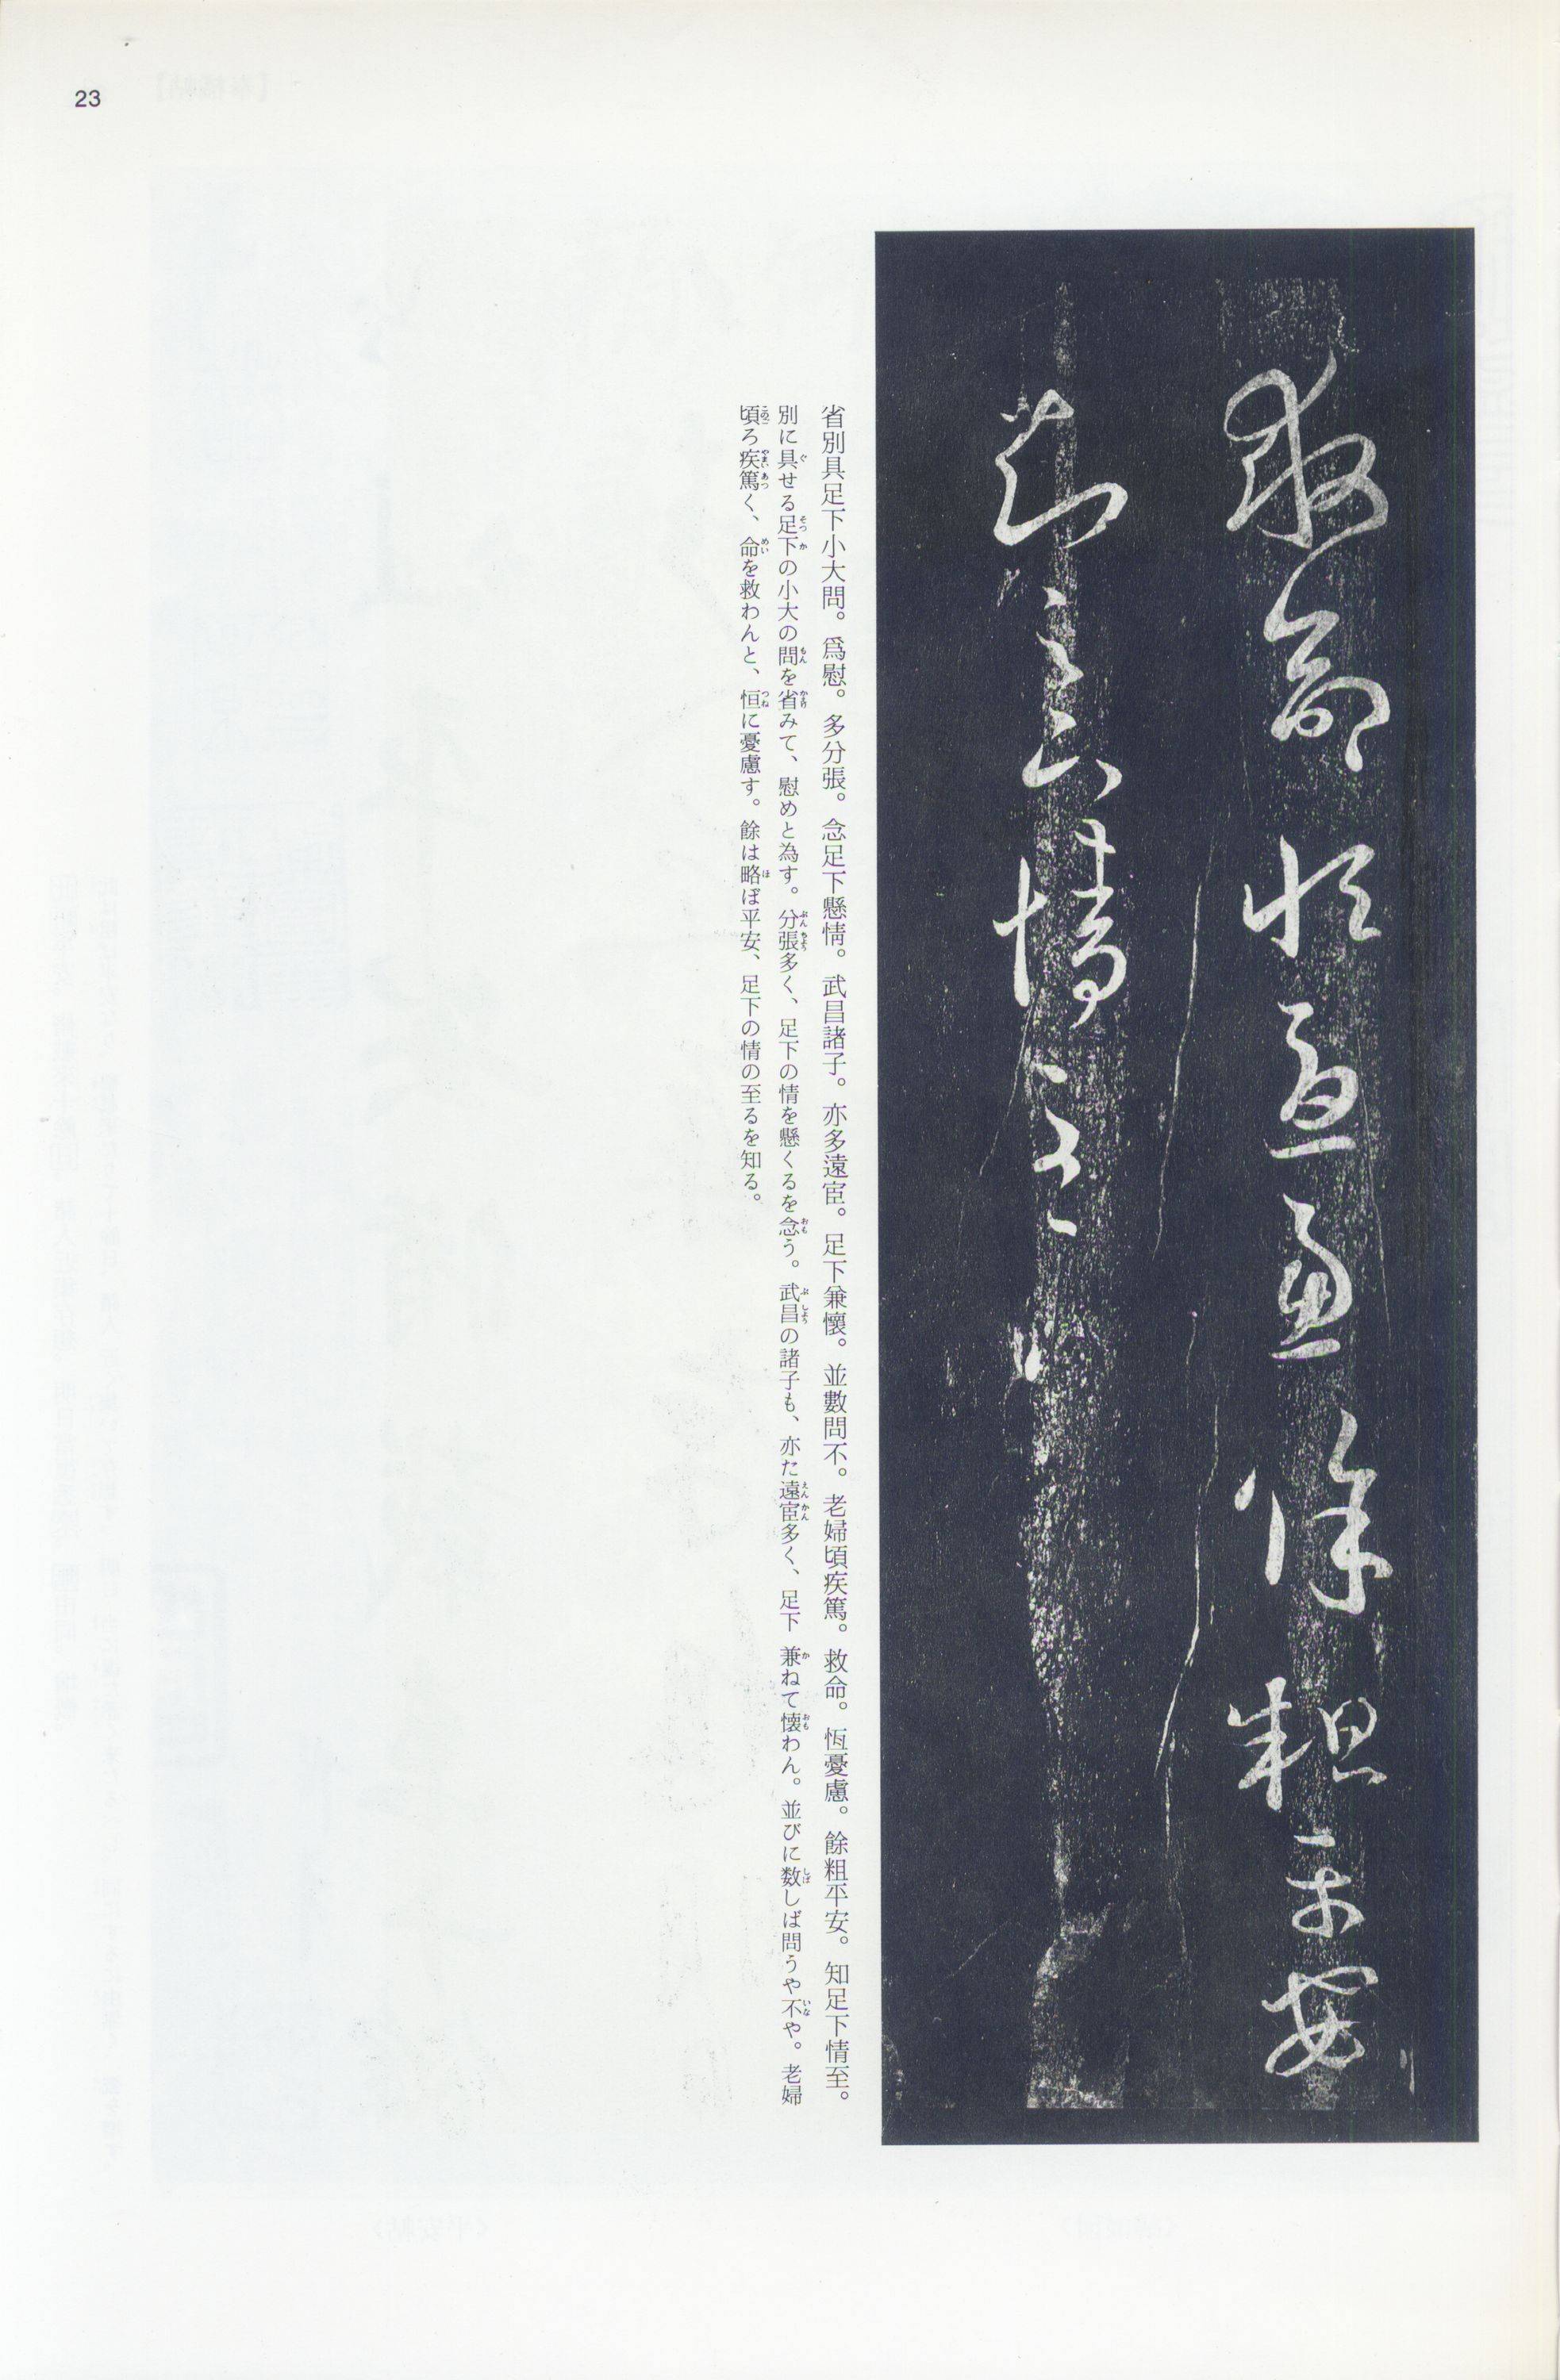 23
救命恒憂慮餘粗平安
知足下情至
省別具足下小大問。爲慰。多分張。念足下懸情。武昌諸子。亦多遠宦。足下兼懷。並數問不。老婦頃疾篤。救命。恆憂慮。餘粗平安。知足下情至。
別に具せる足下の小大の問を省みて、慰めと為す。分張多く、足下の情を懸くるを念う。武昌の諸子も、亦た遠宦多く、足下兼ねて懐わん。並びに数しば問うや不や。老婦
頃ろ疾篤く、命を救わんと、恒に憂慮す。餘は略ぼ平安、足下の情の至るを知る。